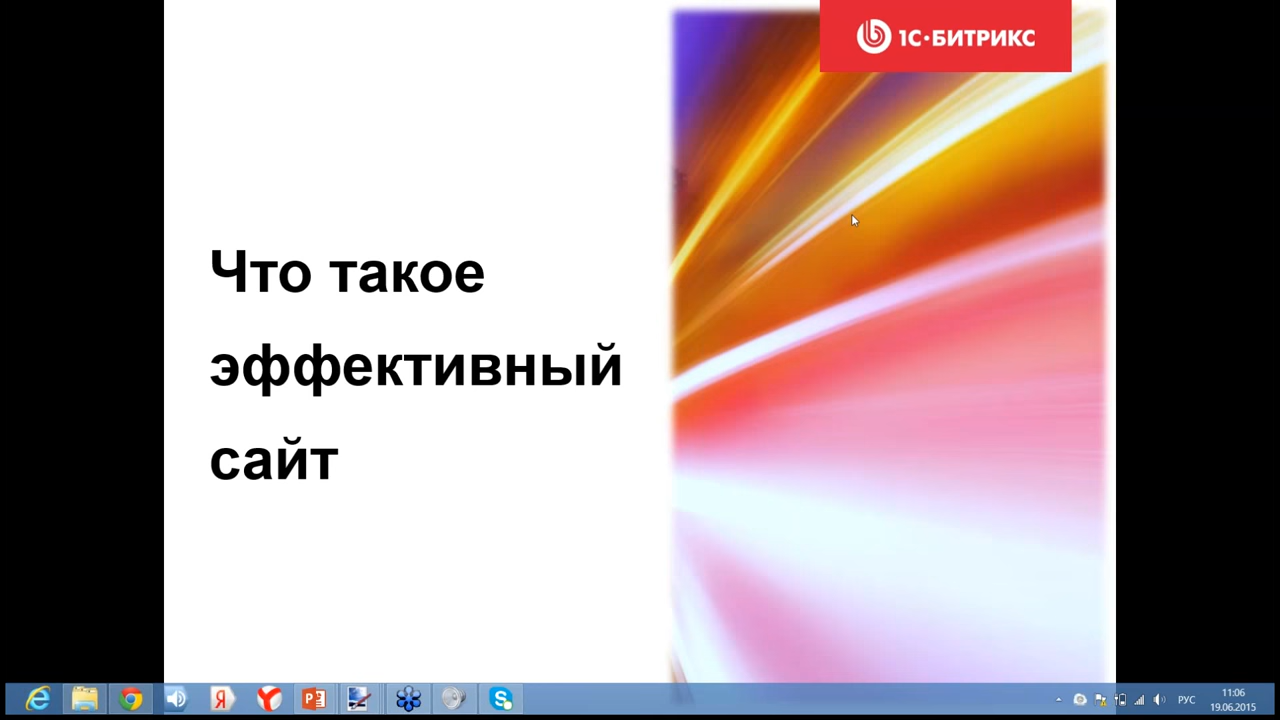 1С·БИТРИКС
Что такое
эффективный
сайт
РУС
11:06
19.06.2015